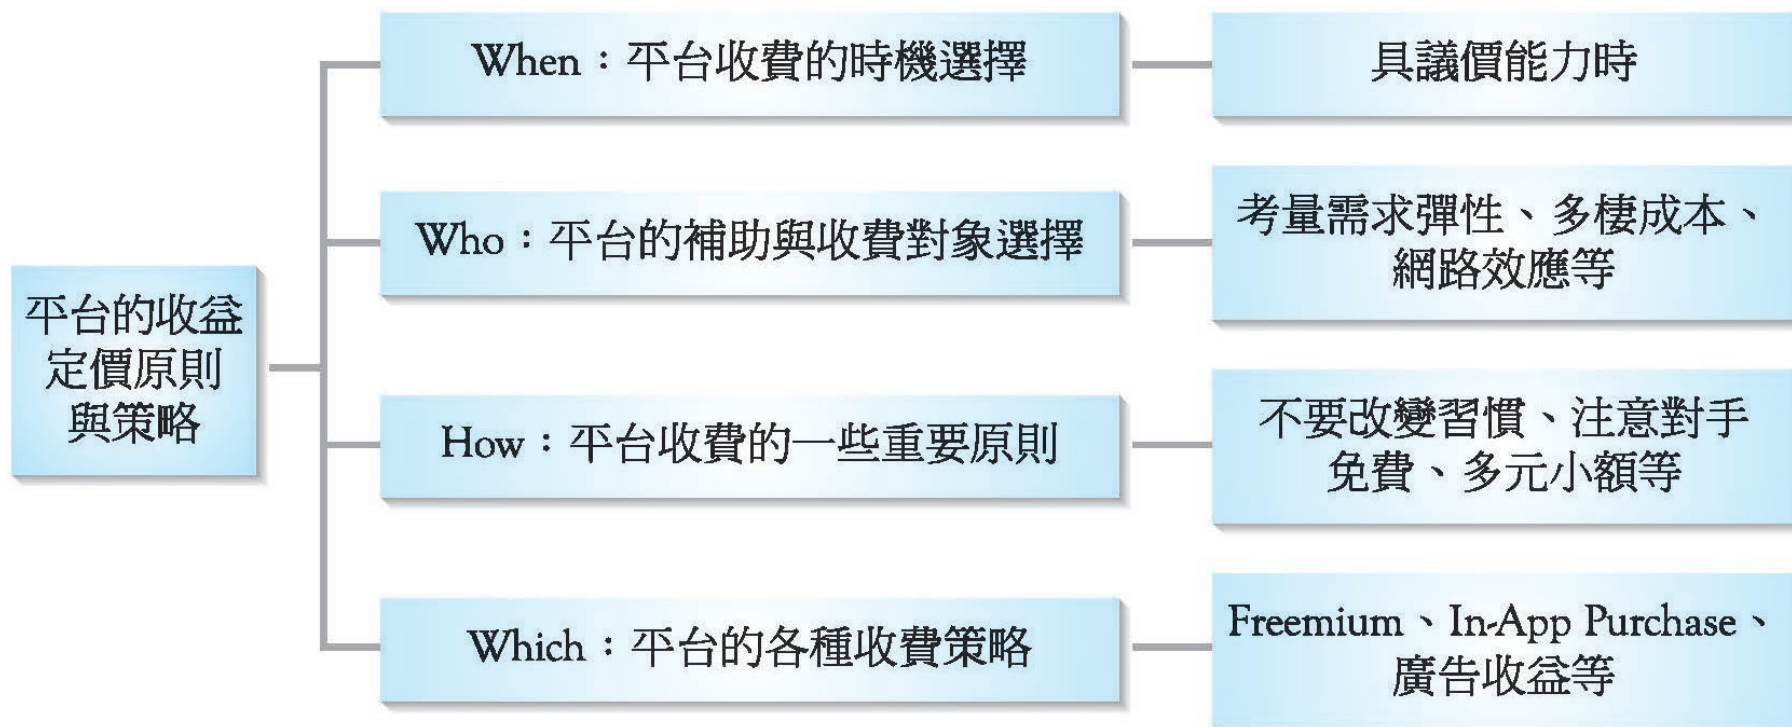 平台的收益
定價原則
與策略
When：平台收費的時機選擇
具議價能力時
Who：平台的補助與收費對象選擇
考量需求彈性、多棲成本、
網路效應等
How：平台收費的一些重要原則
不要改變習慣、注意對手
免費、多元小額等
Which：平台的各種收費策略
Freemium、In-App Purchase、
廣告收益等